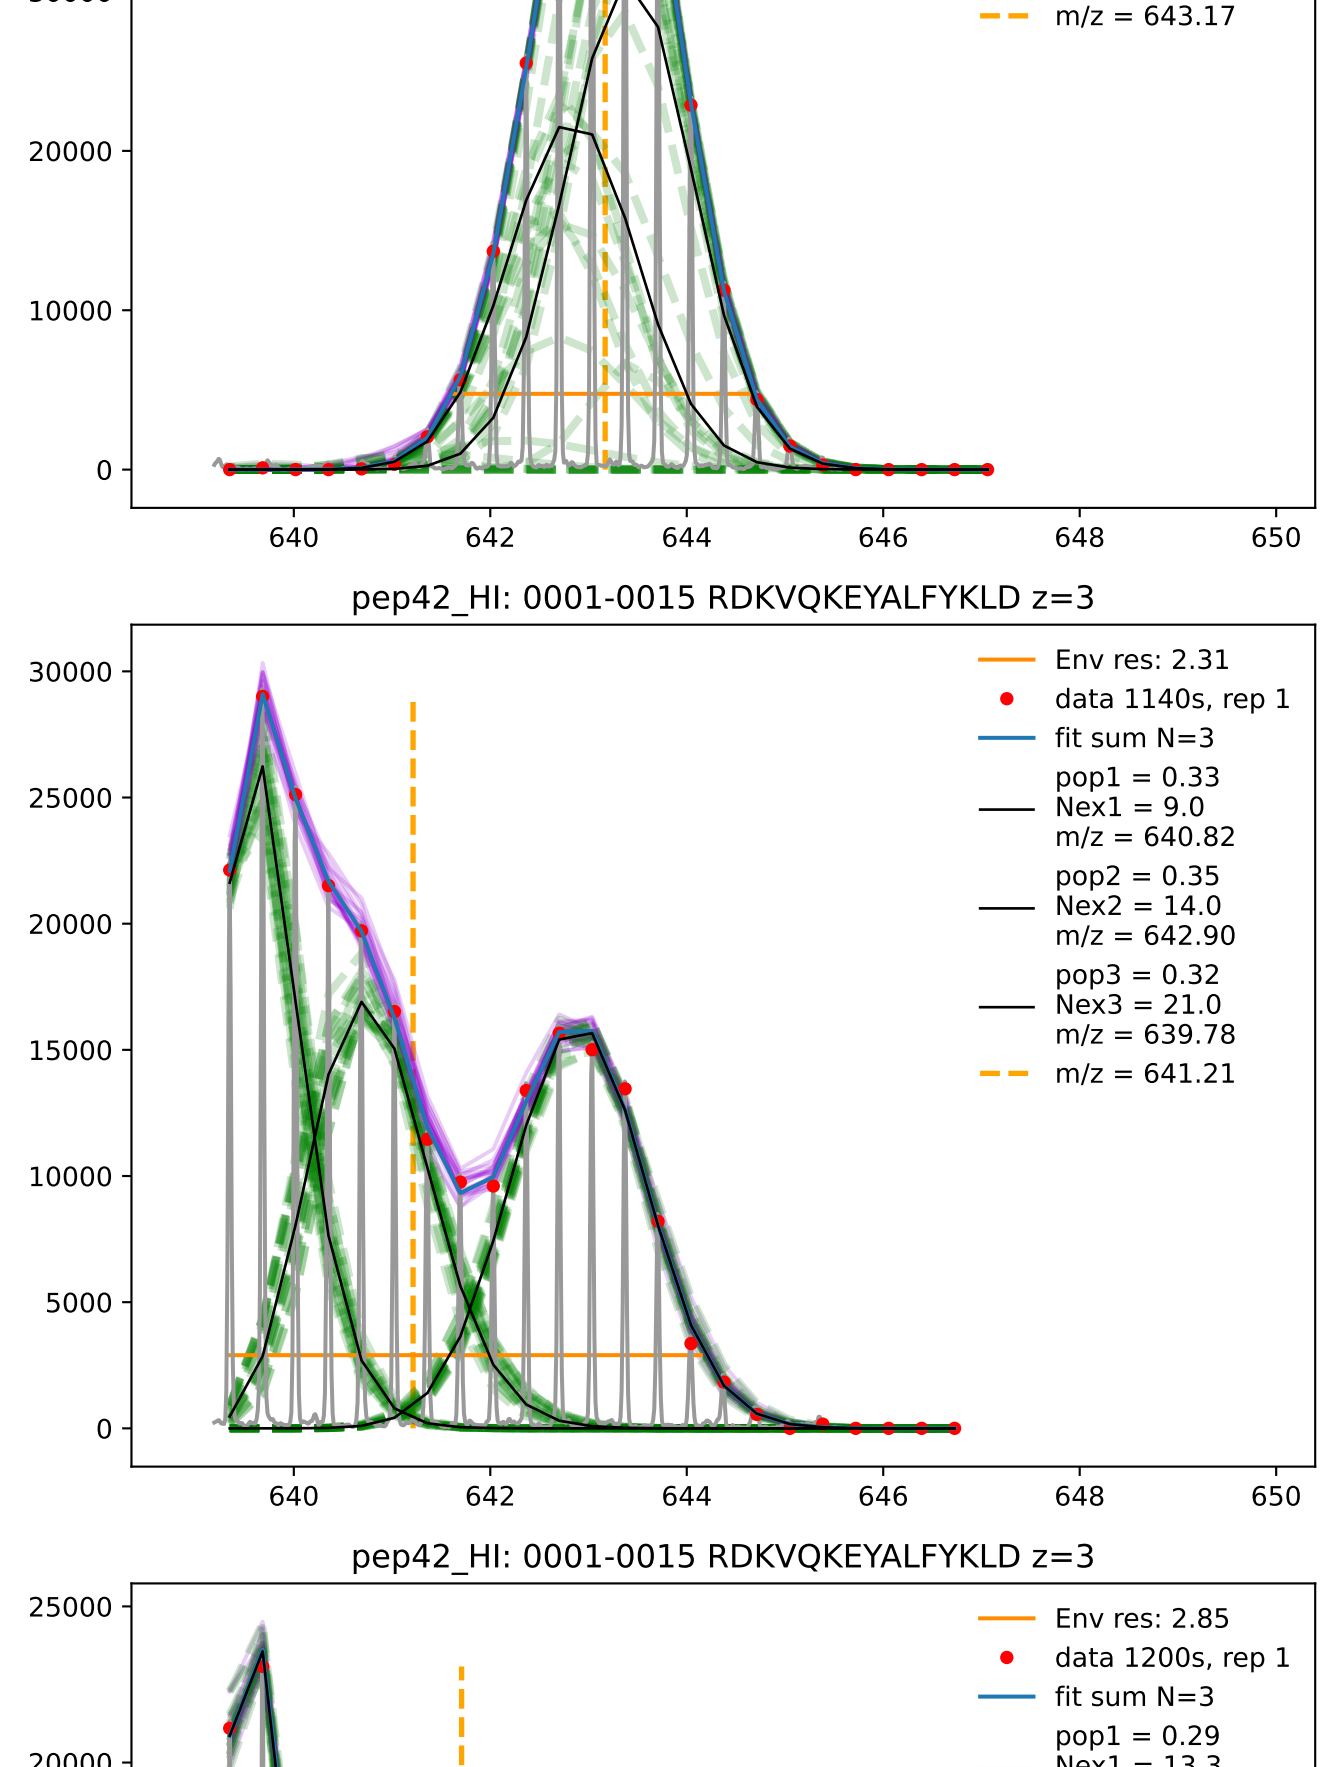 30000
m/z = 643.17
20000
10000
0
640 642 644 646 648 650
pep42_HI: 0001-0015 RDKVQKEYALFYKLD z=3
30000
25000
20000
15000
10000
5000
0
Env res: 2.31
data 1140s, rep 1
fit sum N=3
pop1 = 0.33
Nex1 = 9.0
m/z = 640.82
pop2 = 0.35
Nex2 = 14.0
m/z = 642.90
pop3 = 0.32
Nex3 = 21.0
m/z = 639.78
m/z = 641.21
640 642 644 646 648 650
pep42_HI: 0001-0015 RDKVQKEYALFYKLD z=3
25000
20000
Env res: 2.85
data 1200s, rep 1
fit sum N=3
pop1 = 0.29
Nex1 = 13.3